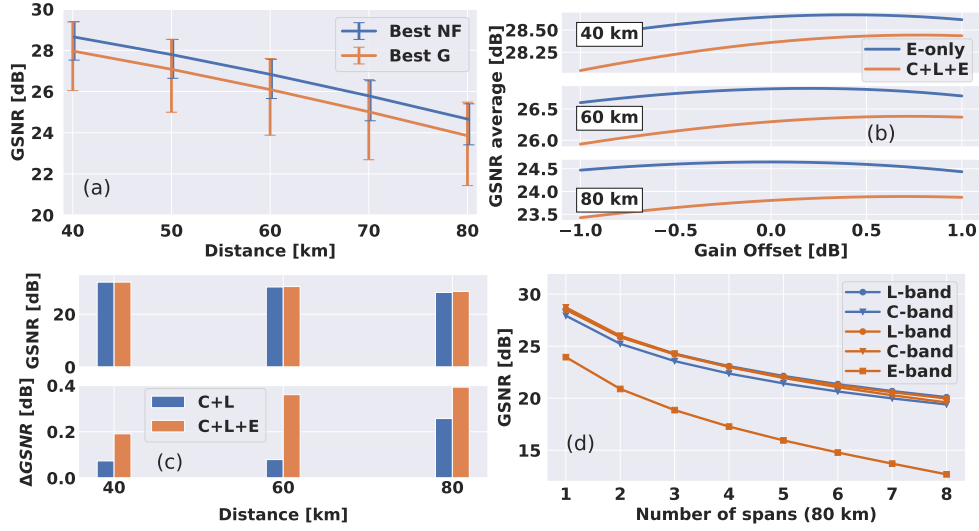 30
28
26
24
22
20
GSNR [dB]
Best NF
Best G
(a)
40 50 60 70 80
Distance [km]
28.50
28.25
26.5
26.0
24.5
24.0
23.5
GSNR average [dB]
40 km
60 km
80 km
E-only
C+L+E
(b)
−1.0 −0.5 0.0 0.5 1.0
Gain Offset [dB]
20
0
GSNR [dB]
0.4
0.2
0.0
ΔGSNR [dB]
C+L
C+L+E
(c)
40 60 80
Distance [km]
30
25
20
15
GSNR [dB]
L-band
C-band
L-band
C-band
E-band
(d)
1 2 3 4 5 6 7 8
Number of spans (80 km)